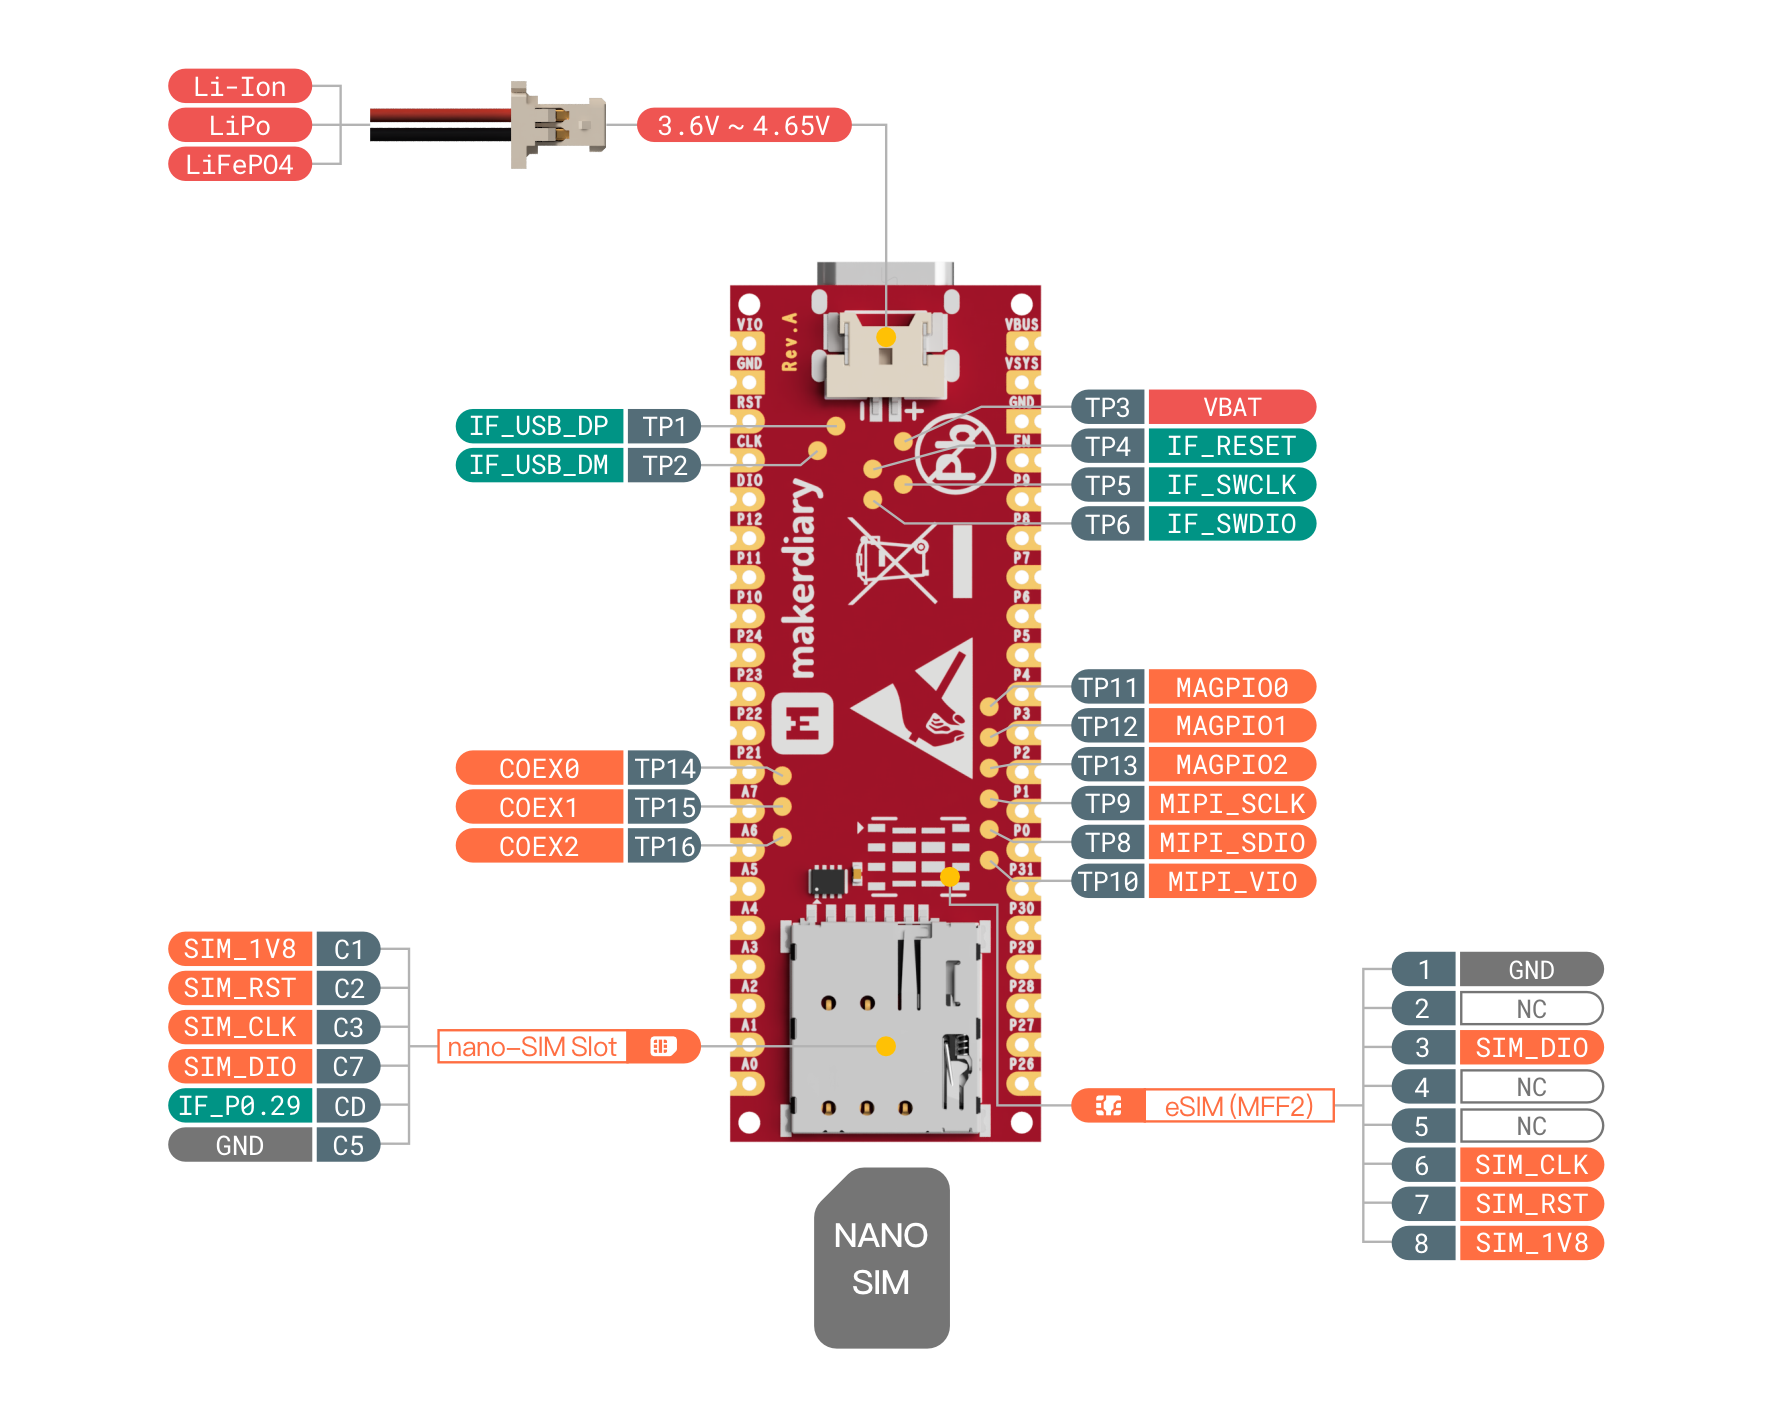 Li-Ion
LiPo
LiFePO4
3.6V ~ 4.65V
Rev.A
VIO
GND
RST
CLK
DIO
P12
P11
P10
P24
P23
P22
P21
A7
A6
A5
A4
A3
A2
A1
A0
VBUS
VSYS
GND
EN
P9
P8
P7
P6
P5
P4
P3
P2
P1
P0
P31
P30
P29
P28
P27
P26
- +
Pb
makerdiary
IF_USB_DP TP1
IF_USB_DM TP2
TP3 VBAT
TP4 IF_RESET
TP5 IF_SWCLK
TP6 IF_SWDIO
TP11 MAGPIO0
TP12 MAGPIO1
TP13 MAGPIO2
TP9 MIPI_SCLK
TP8 MIPI_SDIO
TP10 MIPI_VIO
COEX0 TP14
COEX1 TP15
COEX2 TP16
SIM_1V8 C1
SIM_RST C2
SIM_CLK C3
SIM_DIO C7
IF_P0.29 CD
GND C5
nano-SIM Slot
eSIM (MFF2)
1 GND
2 NC
3 SIM_DIO
4 NC
5 NC
6 SIM_CLK
7 SIM_RST
8 SIM_1V8
NANO
SIM